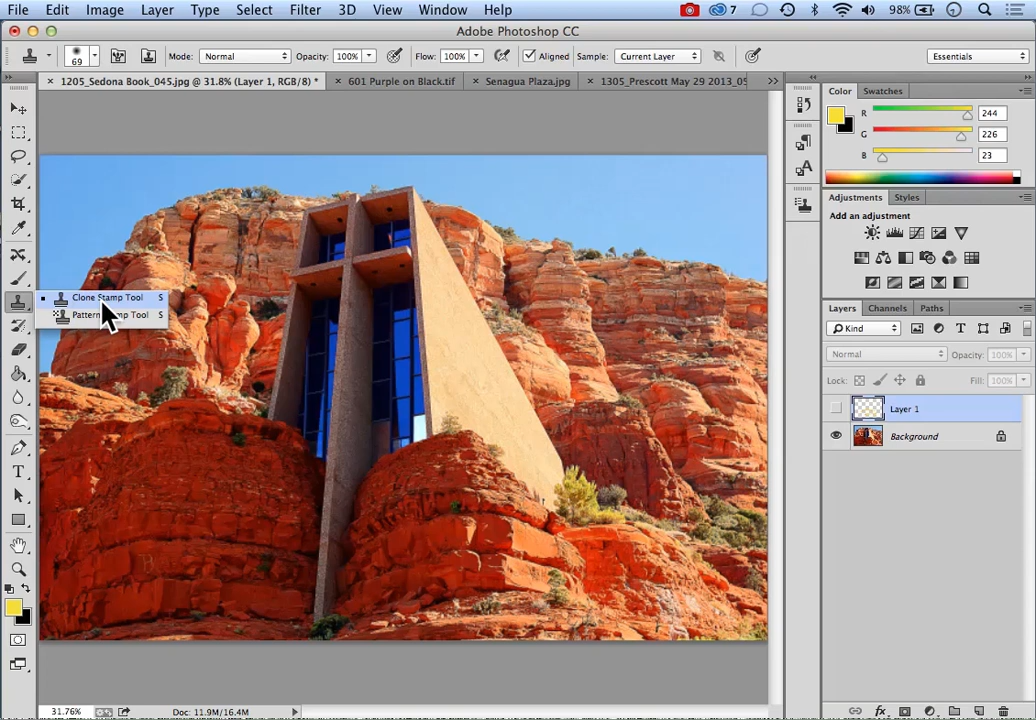 File Edit Image Layer Type Select Filter 3D View Window Help 7 98%
Adobe Photoshop CC
69 Mode: Normal Opacity: 100% Flow: 100% Aligned Sample: Current Layer Essentials
× 1205_Sedona Book_045.jpg @ 31.8% (Layer 1, RGB/8) * × 601 Purple on Black.tif × Senagua Plaza.jpg × 1305_Prescott May 29 2013_05
Color Swatches
R 244
G 226
B 23
Adjustments Styles
Add an adjustment
Clone Stamp Tool S
Pattern Stamp Tool S
Layers Channels Paths
Kind
Normal Opacity: 100%
Lock: Fill: 100%
Layer 1
Background
31.76% Doc: 11.9M/16.4M